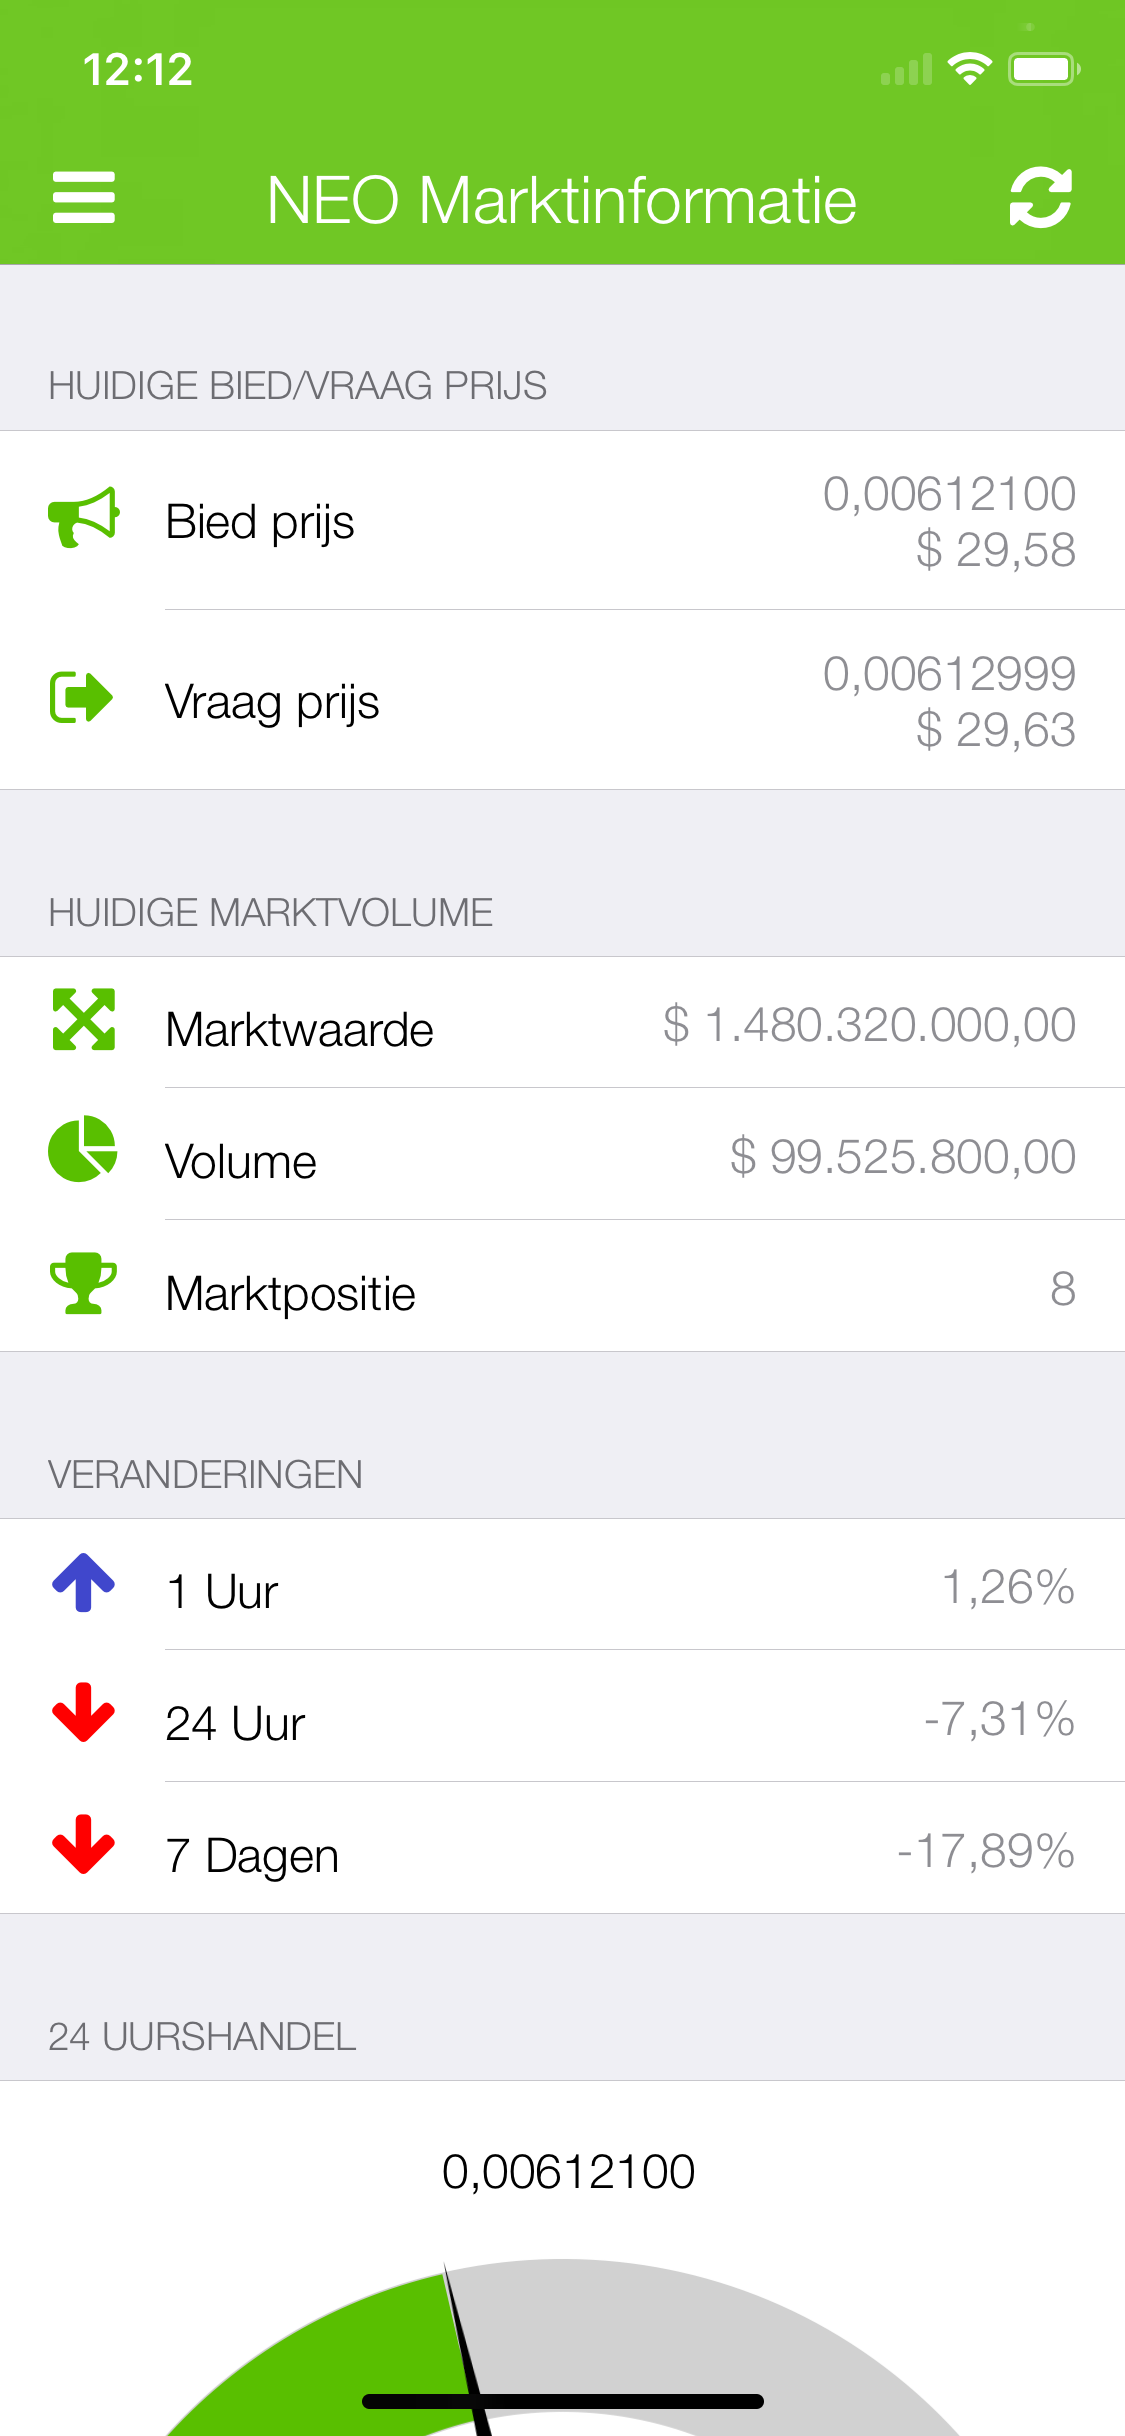 12:12
NEO Marktinformatie
HUIDIGE BIED/VRAAG PRIJS
Bied prijs
0,00612100
$ 29,58
Vraag prijs
0,00612999
$ 29,63
HUIDIGE MARKTVOLUME
Marktwaarde $ 1.480.320.000,00
Volume $ 99.525.800,00
Marktpositie 8
VERANDERINGEN
1 Uur 1,26%
24 Uur -7,31%
7 Dagen -17,89%
24 UURSHANDEL
0,00612100